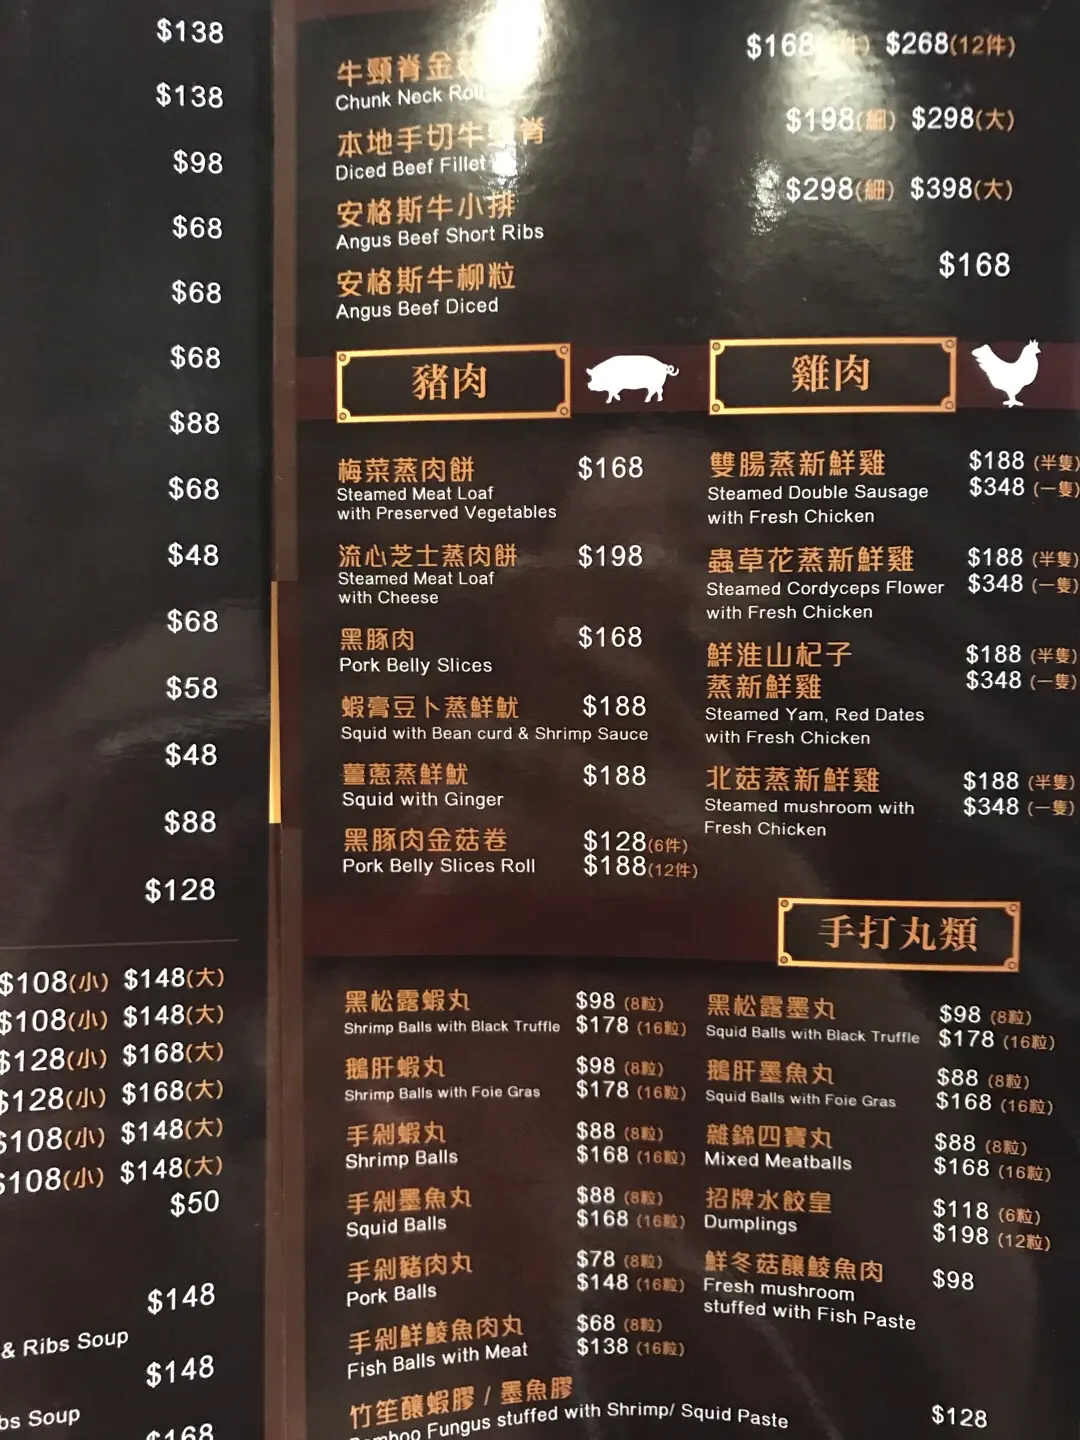 $138
$138
$98
$68
$68
$68
$88
$68
$48
$68
$58
$48
$88
$128
$108(小) $148(大)
$108(小) $148(大)
$128(小) $168(大)
$128(小) $168(大)
$108(小) $148(大)
$108(小) $148(大)
$50
$148
& Ribs Soup
$148
Soup
$168
牛頸脊金
Chunk Neck Roll
$168 $268(12件)
本地手切牛頸脊
Diced Beef Fillet
$198(細) $298(大)
安格斯牛小排
Angus Beef Short Ribs
$298(細) $398(大)
安格斯牛柳粒
Angus Beef Diced
$168
豬肉
梅菜蒸肉餅 $168
Steamed Meat Loaf
with Preserved Vegetables
流心芝士蒸肉餅 $198
Steamed Meat Loaf
with Cheese
黑豚肉 $168
Pork Belly Slices
蝦膏豆卜蒸鮮魷 $188
Squid with Bean curd & Shrimp Sauce
薑蔥蒸鮮魷 $188
Squid with Ginger
黑豚肉金菇卷 $128(6件)
Pork Belly Slices Roll $188(12件)
雞肉
雙腸蒸新鮮雞 $188 (半隻)
Steamed Double Sausage $348 (一隻)
with Fresh Chicken
蟲草花蒸新鮮雞 $188 (半隻)
Steamed Cordyceps Flower $348 (一隻)
with Fresh Chicken
鮮淮山杞子 $188 (半隻)
蒸新鮮雞 $348 (一隻)
Steamed Yam, Red Dates
with Fresh Chicken
北菇蒸新鮮雞 $188 (半隻)
Steamed mushroom with $348 (一隻)
Fresh Chicken
手打丸類
黑松露蝦丸 $98 (8粒)
Shrimp Balls with Black Truffle $178 (16粒)
鵝肝蝦丸 $98 (8粒)
Shrimp Balls with Foie Gras $178 (16粒)
手剁蝦丸 $88 (8粒)
Shrimp Balls $168 (16粒)
手剁墨魚丸 $88 (8粒)
Squid Balls $168 (16粒)
手剁豬肉丸 $78 (8粒)
Pork Balls $148 (16粒)
手剁鮮鯪魚肉丸 $68 (8粒)
Fish Balls with Meat $138 (16粒)
黑松露墨丸 $98 (8粒)
Squid Balls with Black Truffle $178 (16粒)
鵝肝墨魚丸 $88 (8粒)
Squid Balls with Foie Gras $168 (16粒)
雜錦四寶丸 $88 (8粒)
Mixed Meatballs $168 (16粒)
招牌水餃皇 $118 (6粒)
Dumplings $198 (12粒)
鮮冬菇釀鯪魚肉 $98
Fresh mushroom
stuffed with Fish Paste
竹笙釀蝦膠 / 墨魚膠
Bamboo Fungus stuffed with Shrimp/ Squid Paste $128